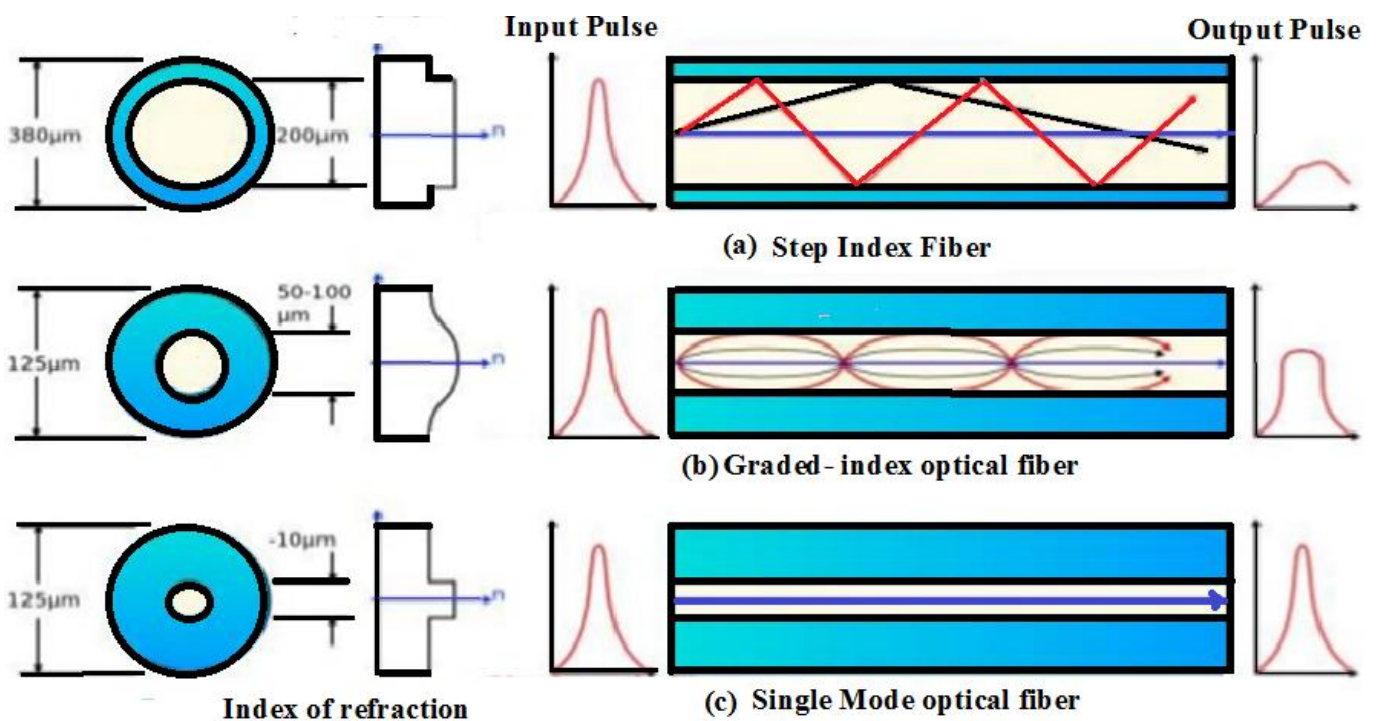 Input Pulse
Output Pulse
380μm
200μm
n
(a) Step Index Fiber
50-100
μm
125μm
n
(b) Graded- index optical fiber
-10μm
125μm
n
Index of refraction
(c) Single Mode optical fiber